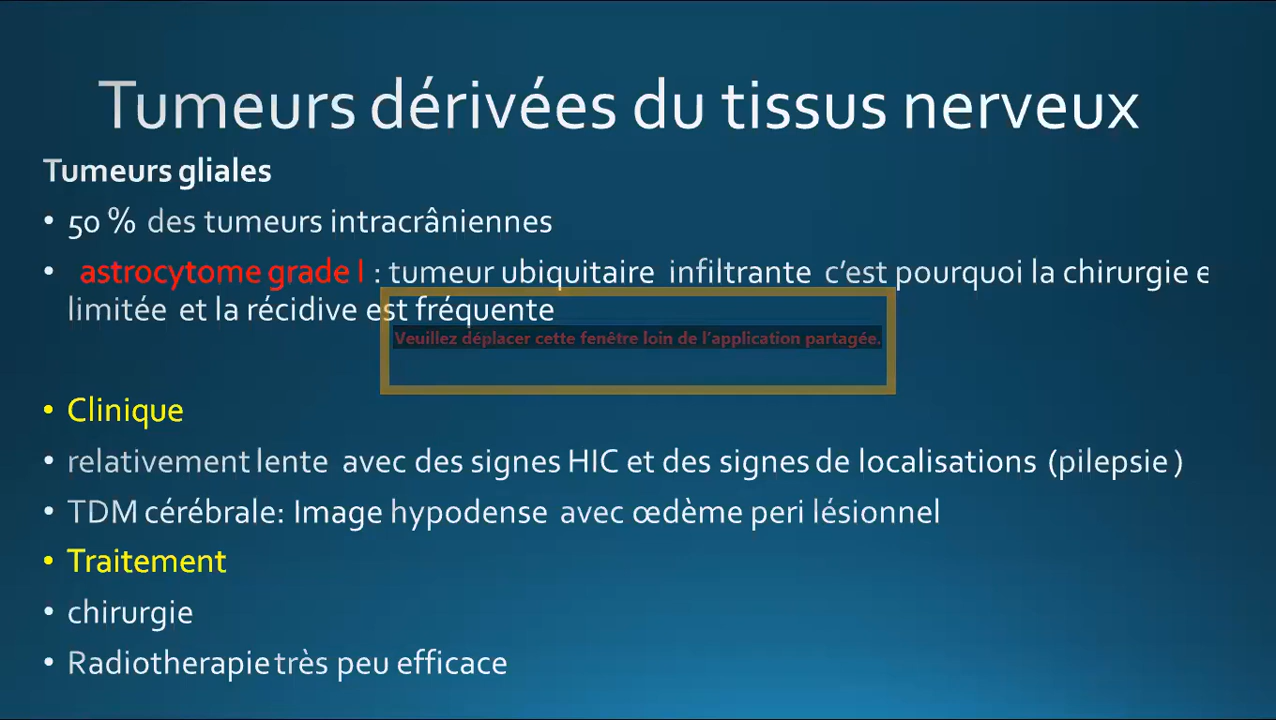 Tumeurs dérivées du tissus nerveux
Tumeurs gliales
• 50 % des tumeurs intracrâniennes
• astrocytome grade I : tumeur ubiquitaire infiltrante c’est pourquoi la chirurgie e
limitée et la récidive est fréquente
Veuillez déplacer cette fenêtre loin de l’application partagée.
• Clinique
• relativement lente avec des signes HIC et des signes de localisations (pilepsie )
• TDM cérébrale: Image hypodense avec œdème peri lésionnel
• Traitement
• chirurgie
• Radiotherapie très peu efficace